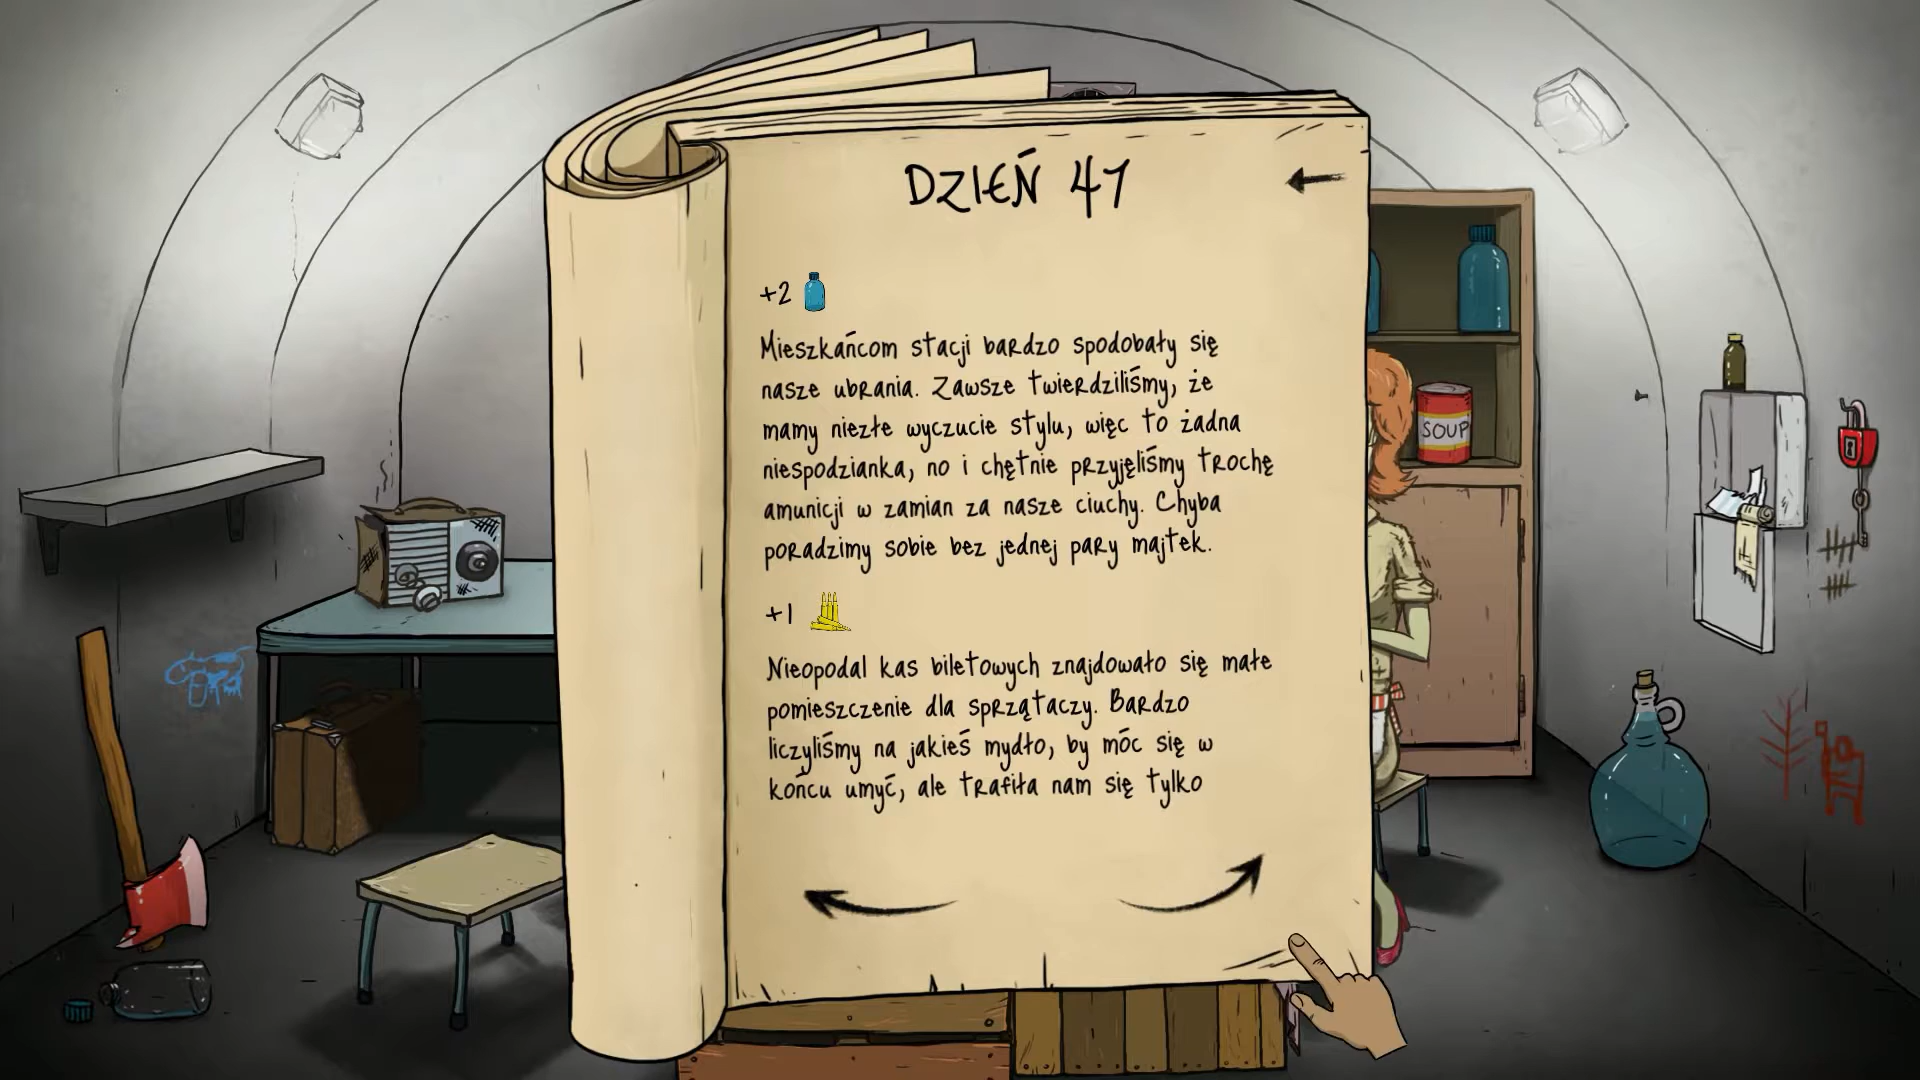 DZIEŃ 47
+2
Mieszkańcom stacji bardzo spodobały się
nasze ubrania. Zawsze twierdziliśmy, że
mamy niezłe wyczucie stylu, więc to żadna
niespodzianka, no i chętnie przyjęliśmy trochę
amunicji w zamian za nasze ciuchy. Chyba
poradzimy sobie bez jednej pary majtek.
+1
Nieopodal kas biletowych znajdowało się małe
pomieszczenie dla sprzątaczy. Bardzo
liczyliśmy na jakieś mydło, by móc się w
końcu umyć, ale trafiła nam się tylko
SOUP